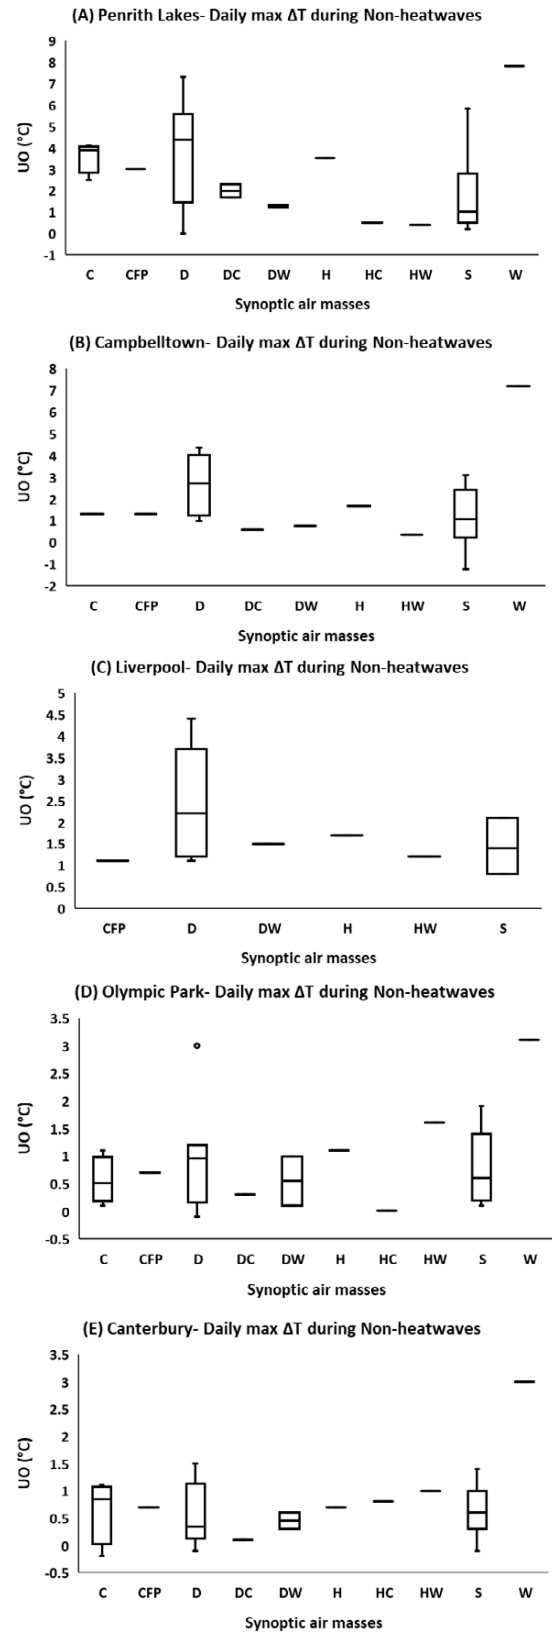 (A) Penrith Lakes- Daily max ΔT during Non-heatwaves
9
8
7
6
5
4
3
2
1
0
-1
UO (°C)
C CFP D DC DW H HC HW S W
Synoptic air masses
(B) Campbelltown- Daily max ΔT during Non-heatwaves
8
7
6
5
4
3
2
1
0
-1
-2
UO (°C)
C CFP D DC DW H HW S W
Synoptic air masses
(C) Liverpool- Daily max ΔT during Non-heatwaves
5
4.5
4
3.5
3
2.5
2
1.5
1
0.5
0
UO (°C)
CFP D DW H HW S
Synoptic air masses
(D) Olympic Park- Daily max ΔT during Non-heatwaves
3.5
3
2.5
2
1.5
1
0.5
0
-0.5
UO (°C)
C CFP D DC DW H HC HW S W
Synoptic air masses
(E) Canterbury- Daily max ΔT during Non-heatwaves
3.5
3
2.5
2
1.5
1
0.5
0
-0.5
UO (°C)
C CFP D DC DW H HC HW S W
Synoptic air masses